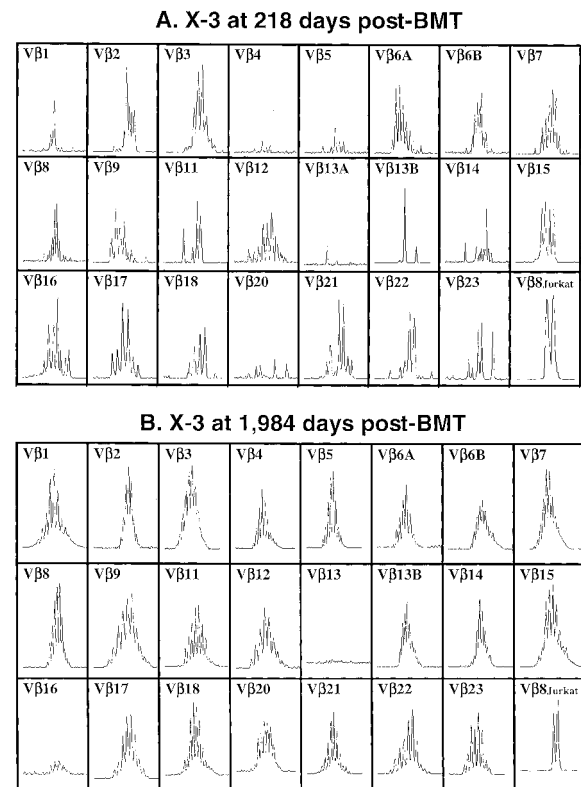 A. X-3 at 218 days post-BMT
Vβ1 Vβ2 Vβ3 Vβ4 Vβ5 Vβ6A Vβ6B Vβ7
Vβ8 Vβ9 Vβ11 Vβ12 Vβ13A Vβ13B Vβ14 Vβ15
Vβ16 Vβ17 Vβ18 Vβ20 Vβ21 Vβ22 Vβ23 Vβ8Jurkat
B. X-3 at 1,984 days post-BMT
Vβ1 Vβ2 Vβ3 Vβ4 Vβ5 Vβ6A Vβ6B Vβ7
Vβ8 Vβ9 Vβ11 Vβ12 Vβ13 Vβ13B Vβ14 Vβ15
Vβ16 Vβ17 Vβ18 Vβ20 Vβ21 Vβ22 Vβ23 Vβ8Jurkat